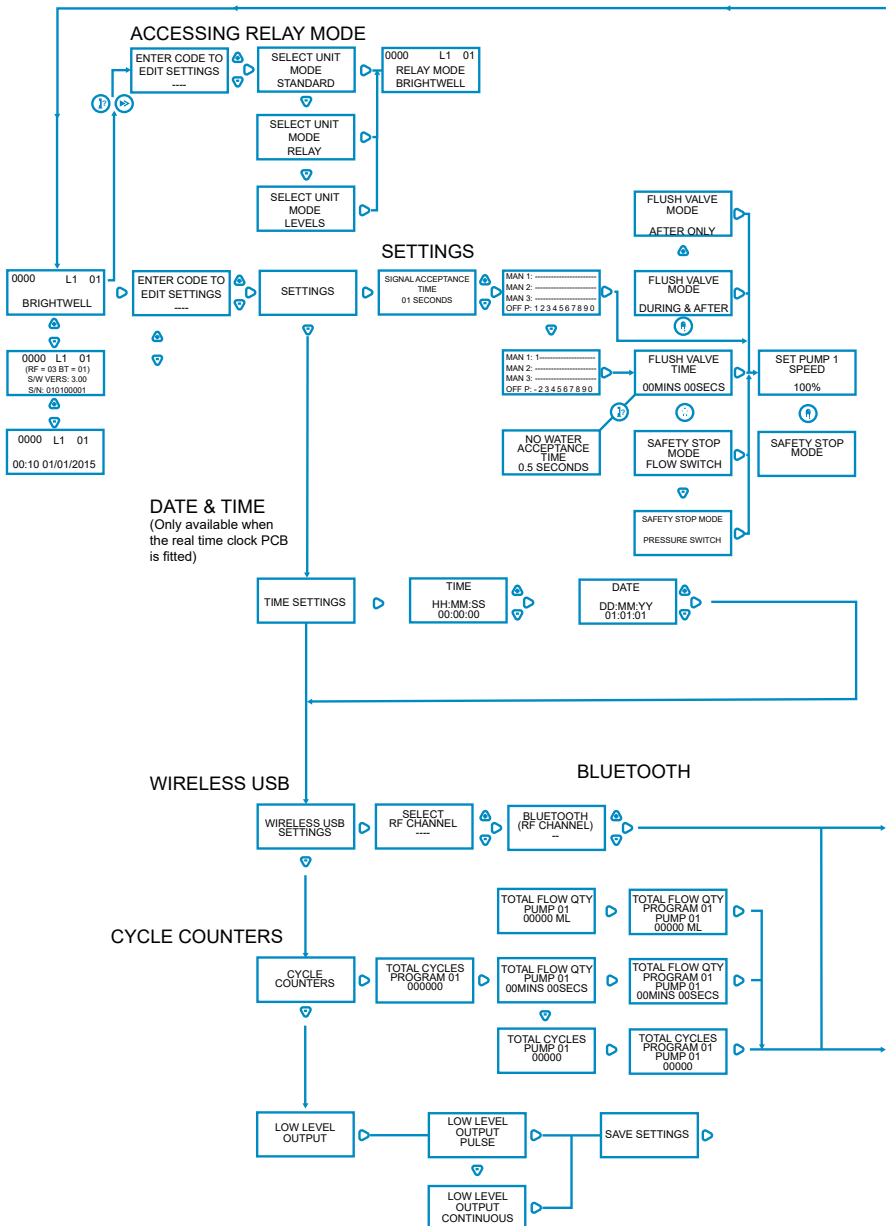 ACCESSING RELAY MODE
ENTER CODE TO
EDIT SETTINGS
----
SELECT UNIT
MODE
STANDARD
0000 L1 01
RELAY MODE
BRIGHTWELL
SELECT UNIT
MODE
RELAY
SELECT UNIT
MODE
LEVELS
SETTINGS
0000 L1 01
BRIGHTWELL
ENTER CODE TO
EDIT SETTINGS
----
SETTINGS
SIGNAL ACCEPTANCE
TIME
01 SECONDS
MAN 1: -----------------------
MAN 2: -----------------------
MAN 3: -----------------------
OFF P: 1 2 3 4 5 6 7 8 9 0
FLUSH VALVE
MODE
AFTER ONLY
FLUSH VALVE
MODE
DURING & AFTER
0000 L1 01
(RF = 03 BT = 01)
S/W VERS: 3.00
S/N: 010100001
MAN 1: 1---------------------
MAN 2: -----------------------
MAN 3: -----------------------
OFF P: - 2 3 4 5 6 7 8 9 0
FLUSH VALVE
TIME
00MINS 00SECS
SET PUMP 1
SPEED
100%
0000 L1 01
00:10 01/01/2015
NO WATER
ACCEPTANCE
TIME
0.5 SECONDS
SAFETY STOP
MODE
FLOW SWITCH
SAFETY STOP
MODE
SAFETY STOP MODE
PRESSURE SWITCH
DATE & TIME
(Only available when
the real time clock PCB
is fitted)
TIME SETTINGS
TIME
HH:MM:SS
00:00:00
DATE
DD:MM:YY
01:01:01
WIRELESS USB
BLUETOOTH
WIRELESS USB
SETTINGS
SELECT
RF CHANNEL
----
BLUETOOTH
(RF CHANNEL)
--
CYCLE COUNTERS
TOTAL FLOW QTY
PUMP 01
00000 ML
TOTAL FLOW QTY
PROGRAM 01
PUMP 01
00000 ML
CYCLE
COUNTERS
TOTAL CYCLES
PROGRAM 01
000000
TOTAL FLOW QTY
PUMP 01
00MINS 00SECS
TOTAL FLOW QTY
PROGRAM 01
PUMP 01
00MINS 00SECS
TOTAL CYCLES
PUMP 01
00000
TOTAL CYCLES
PROGRAM 01
PUMP 01
00000
LOW LEVEL
OUTPUT
LOW LEVEL
OUTPUT
PULSE
SAVE SETTINGS
LOW LEVEL
OUTPUT
CONTINUOUS